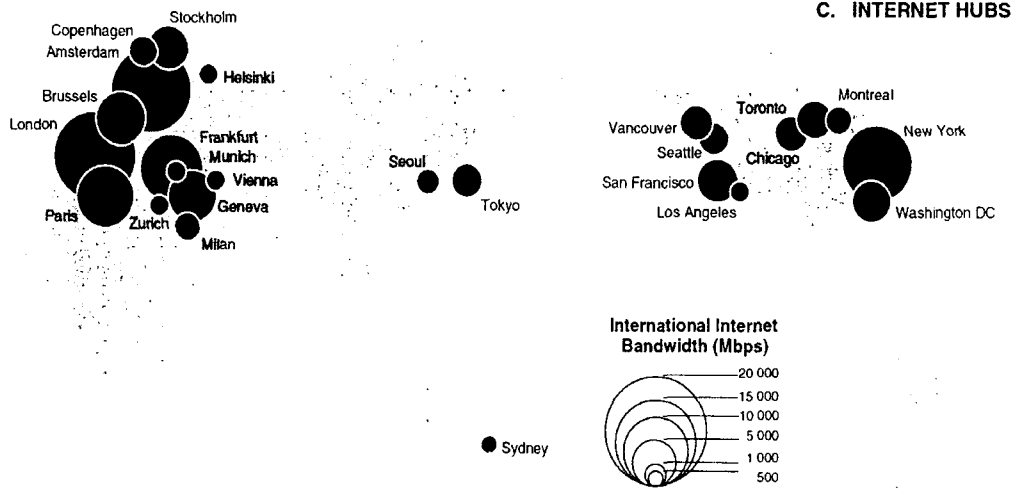 C. INTERNET HUBS
Stockholm
Copenhagen
Amsterdam
Helsinki
Brussels
London
Frankfurt
Munich
Vienna
Paris
Zurich
Geneva
Milan
Seoul
Tokyo
Sydney
Vancouver
Seattle
San Francisco
Los Angeles
Toronto
Chicago
Montreal
New York
Washington DC
International Internet
Bandwidth (Mbps)
20 000
15 000
10 000
5 000
1 000
500